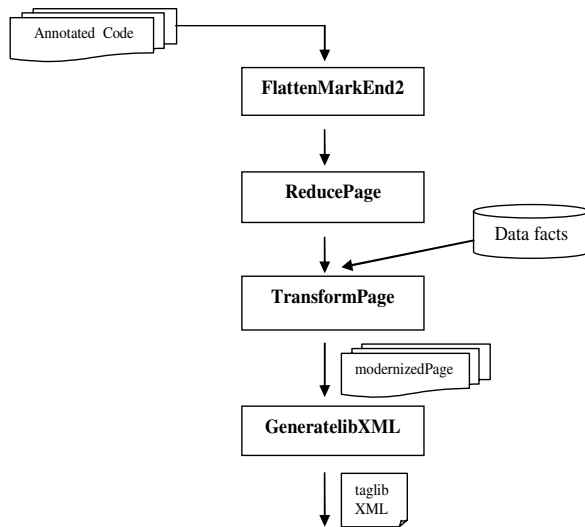 Annotated Code
FlattenMarkEnd2
ReducePage
Data facts
TransformPage
modernizedPage
GeneratelibXML
taglib
XML